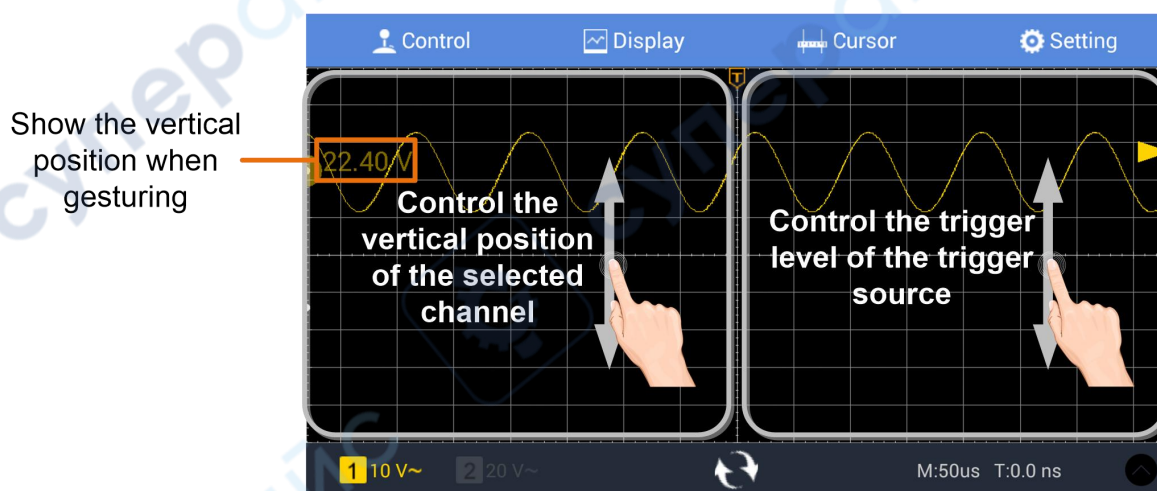 Control
Display
Cursor
Setting
T
Show the vertical
position when
gesturing
22.40 V
Control the
vertical position
of the selected
channel
Control the trigger
level of the trigger
source
1 10 V~
2 20 V~
M:50us T:0.0 ns
супер